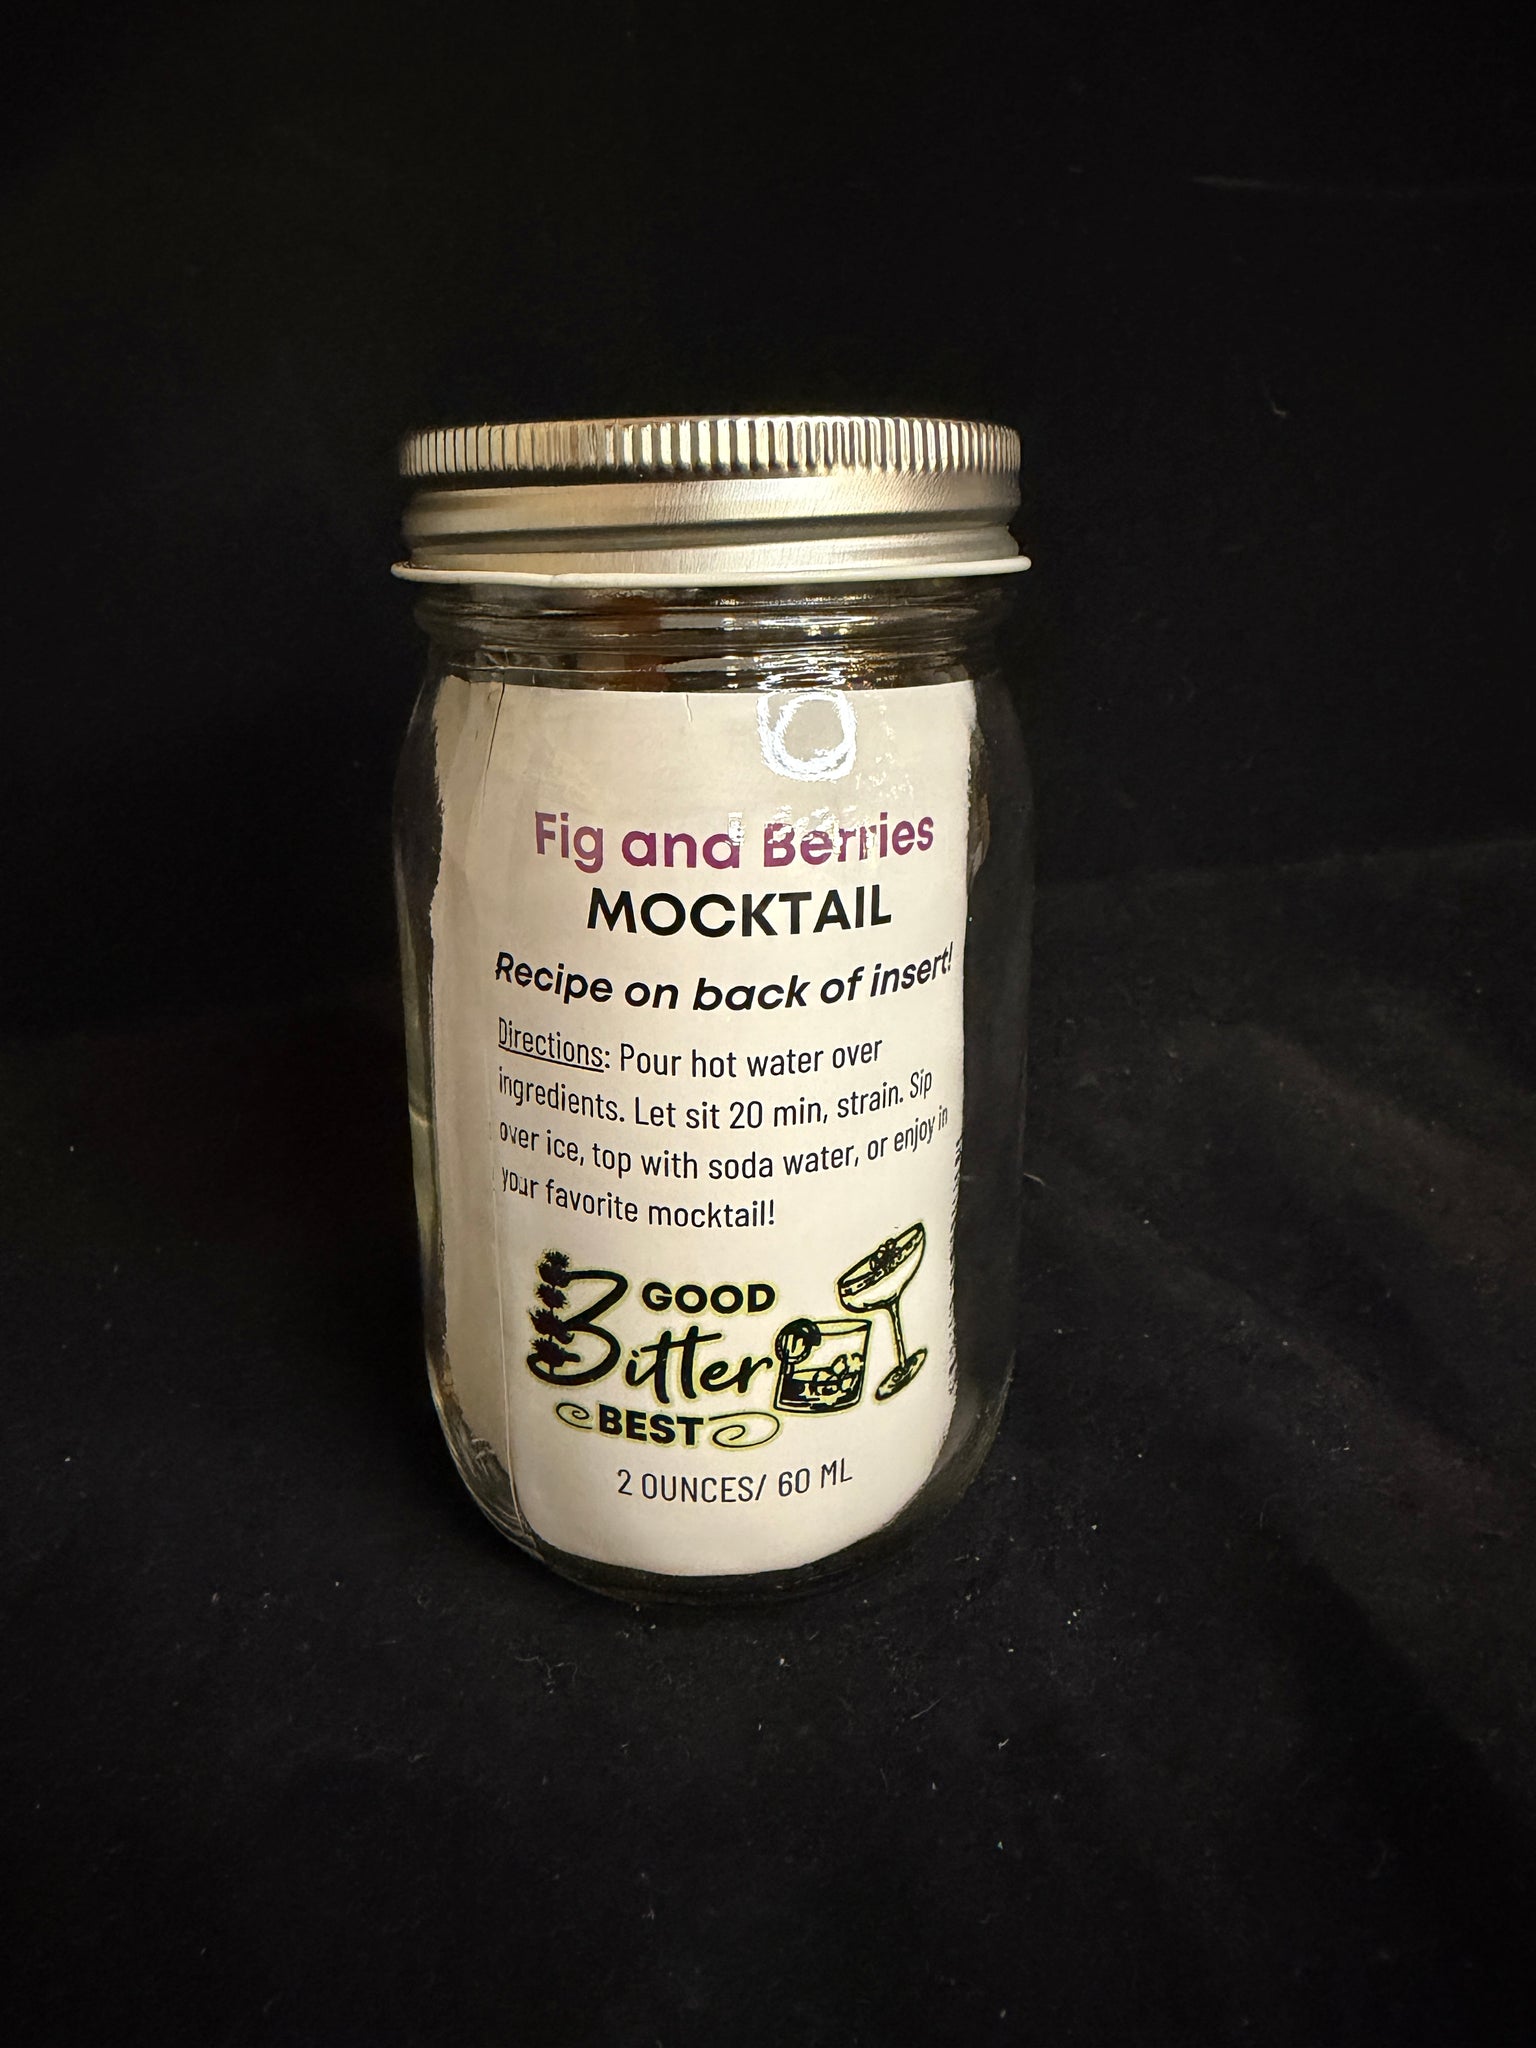 Fig and Berries
MOCKTAIL
Recipe on back of insert!
Directions: Pour hot water over
ingredients. Let sit 20 min, strain. Sip
over ice, top with soda water, or enjoy in
your favorite mocktail!
GOOD
Bitter
BEST
2 OUNCES/ 60 ML